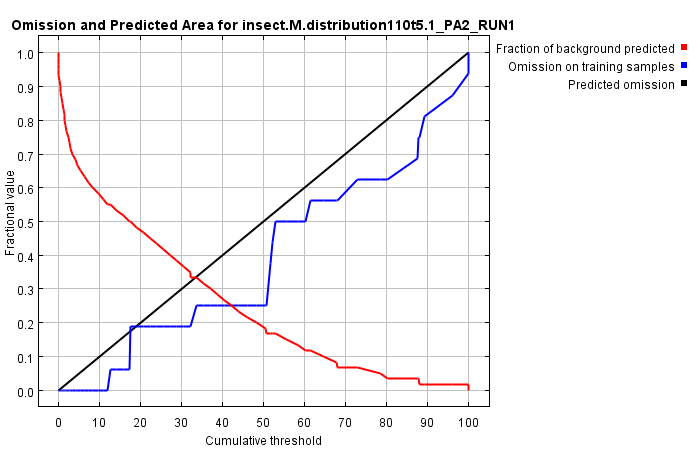 Omission and Predicted Area for insect.M.distribution110t5.1_PA2_RUN1
Fraction of background predicted
Omission on training samples
Predicted omission
Fractional value
1.0
0.9
0.8
0.7
0.6
0.5
0.4
0.3
0.2
0.1
0.0
0 10 20 30 40 50 60 70 80 90 100
Cumulative threshold